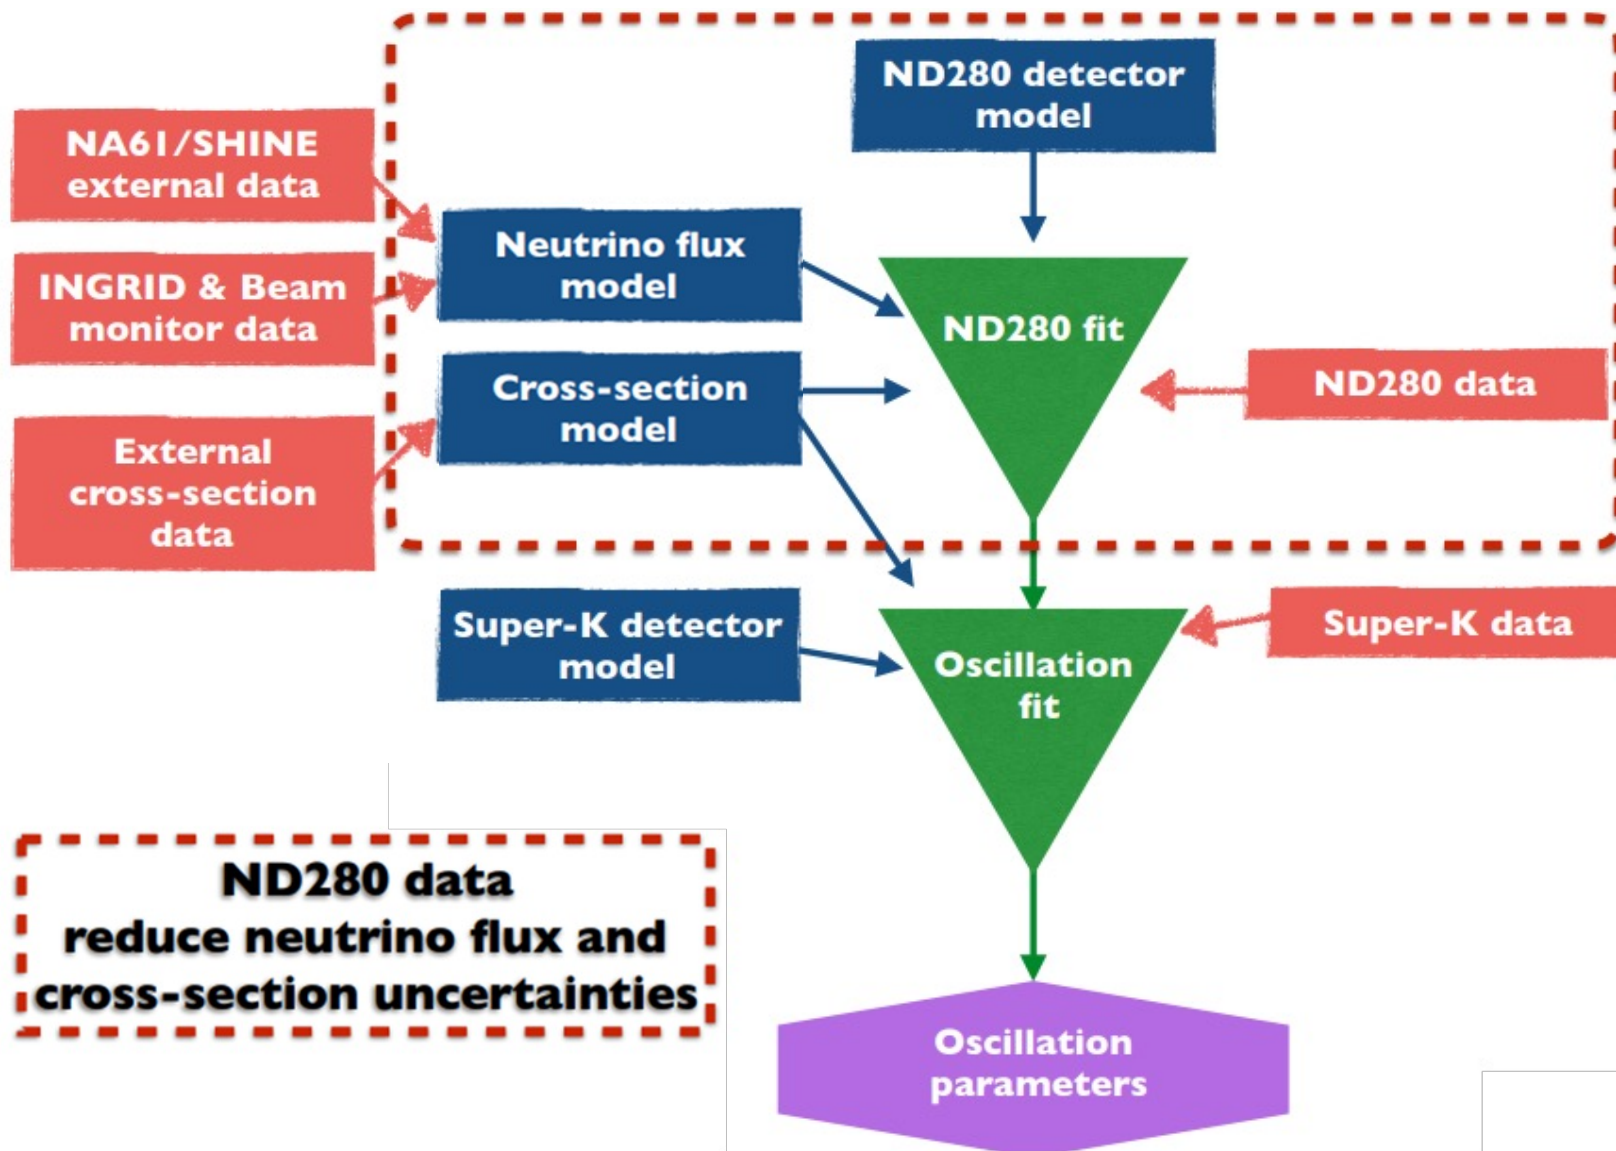 ND280 detector
model
NA61/SHINE
external data
Neutrino flux
model
INGRID & Beam
monitor data
ND280 fit
Cross-section
model
ND280 data
External
cross-section
data
Super-K detector
model
Super-K data
Oscillation
fit
ND280 data
reduce neutrino flux and
cross-section uncertainties
Oscillation
parameters